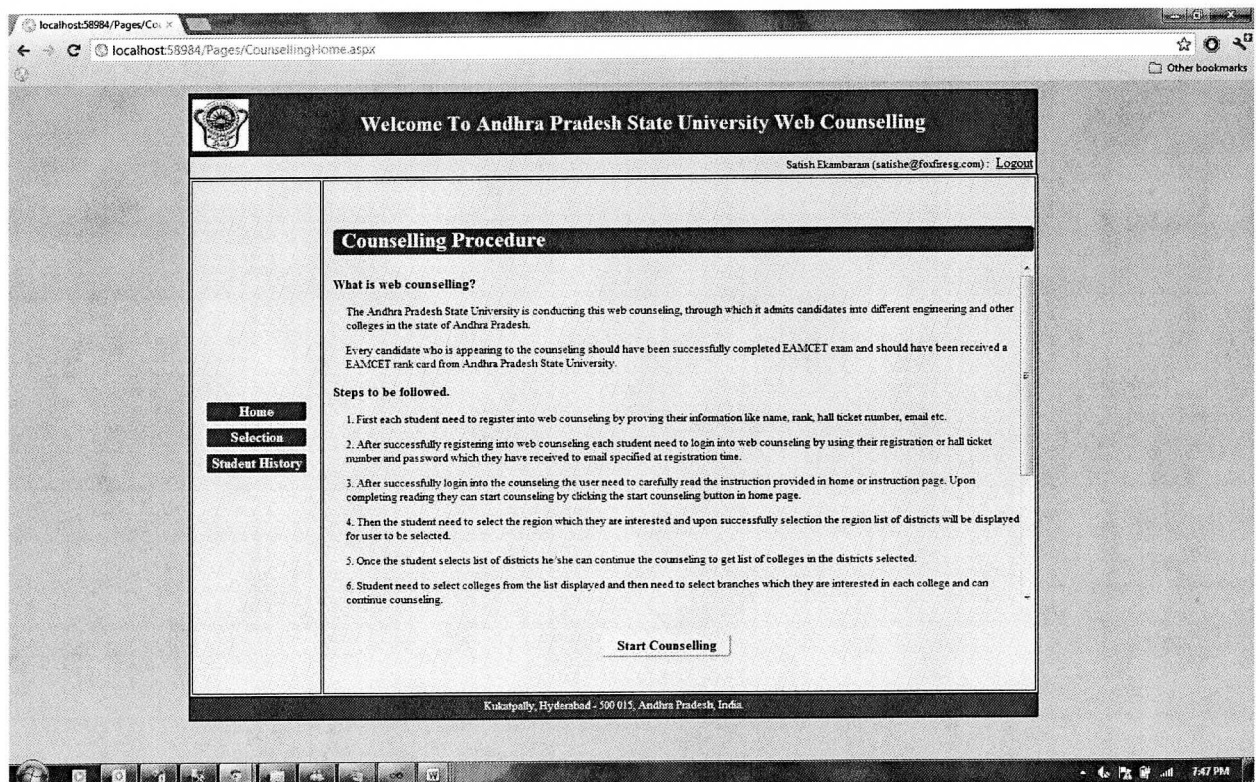 localhost:58984/Pages/Cou
localhost:58984/Pages/CounsellingHome.aspx
Other bookmarks
Welcome To Andhra Pradesh State University Web Counselling
Satish Ekambaram (satishe@foxfiresg.com) : Logout
Home
Selection
Student History
Counselling Procedure
What is web counselling?
The Andhra Pradesh State University is conducting this web counseling, through which it admits candidates into different engineering and other
colleges in the state of Andhra Pradesh.
Every candidate who is appearing to the counseling should have been successfully completed EAMCET exam and should have been received a
EAMCET rank card from Andhra Pradesh State University.
Steps to be followed.
1. First each student need to register into web counseling by proving their information like name, rank, hall ticket number, email etc.
2. After successfully registering into web counseling each student need to login into web counseling by using their registration or hall ticket
number and password which they have received to email specified at registration time.
3. After successfully login into the counseling the user need to carefully read the instruction provided in home or instruction page. Upon
completing reading they can start counseling by clicking the start counseling button in home page.
4. Then the student need to select the region which they are interested and upon successfully selection the region list of districts will be displayed
for user to be selected.
5. Once the student selects list of districts he/she can continue the counseling to get list of colleges in the districts selected.
6. Student need to select colleges from the list displayed and then need to select branches which they are interested in each college and can
continue counseling.
Start Counselling
Kukatpally, Hyderabad - 500 015, Andhra Pradesh, India.
7:47 PM